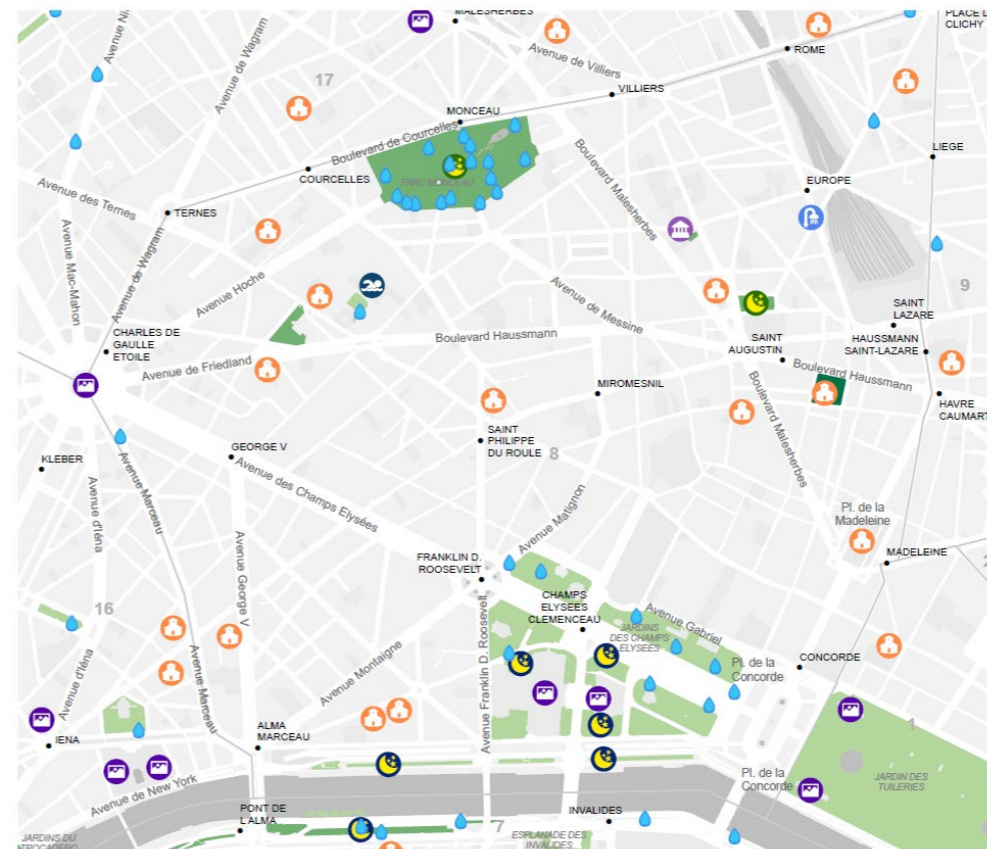 MALESHERBES
PLACE D
CLICHY
Avenue de Wagram
Avenue de Villiers
ROME
17
VILLIERS
MONCEAU
Boulevard de Courcelles
LIEGE
Boulevard Malesherbes
COURCELLES
PARC MONCEAU
EUROPE
Avenue des Ternes
TERNES
Avenue Mac-Mahon
Avenue de Wagram
Avenue Hoche
Avenue de Messine
9
SAINT
LAZARE
CHARLES DE
GAULLE
ETOILE
Boulevard Haussmann
SAINT
AUGUSTIN
HAUSSMANN
SAINT-LAZARE
Avenue de Friedland
Boulevard Haussmann
MIROMESNIL
HAVRE
CAUMART
Boulevard Malesherbes
SAINT
PHILIPPE
DU ROULE
8
GEORGE V
KLEBER
Avenue des Champs Elysées
Avenue Marceau
Avenue d'Iéna
Avenue Matignon
Pl. de la
Madeleine
MADELEINE
Avenue George V
FRANKLIN D.
ROOSEVELT
CHAMPS
ELYSEES
CLEMENCEAU
16
Avenue Gabriel
JARDINS
DES CHAMPS
ELYSEES
Avenue d'Iéna
Avenue Marceau
Avenue Montaigne
Avenue Franklin D. Roosevelt
Pl. de la
Concorde
CONCORDE
1
IENA
ALMA
MARCEAU
Pl. de la
Concorde
JARDIN DES
TUILERIES
Avenue de New York
PONT DE
L'ALMA
7
INVALIDES
JARDINS DU
TROCADERO
ESPLANADE DES
INVALIDES